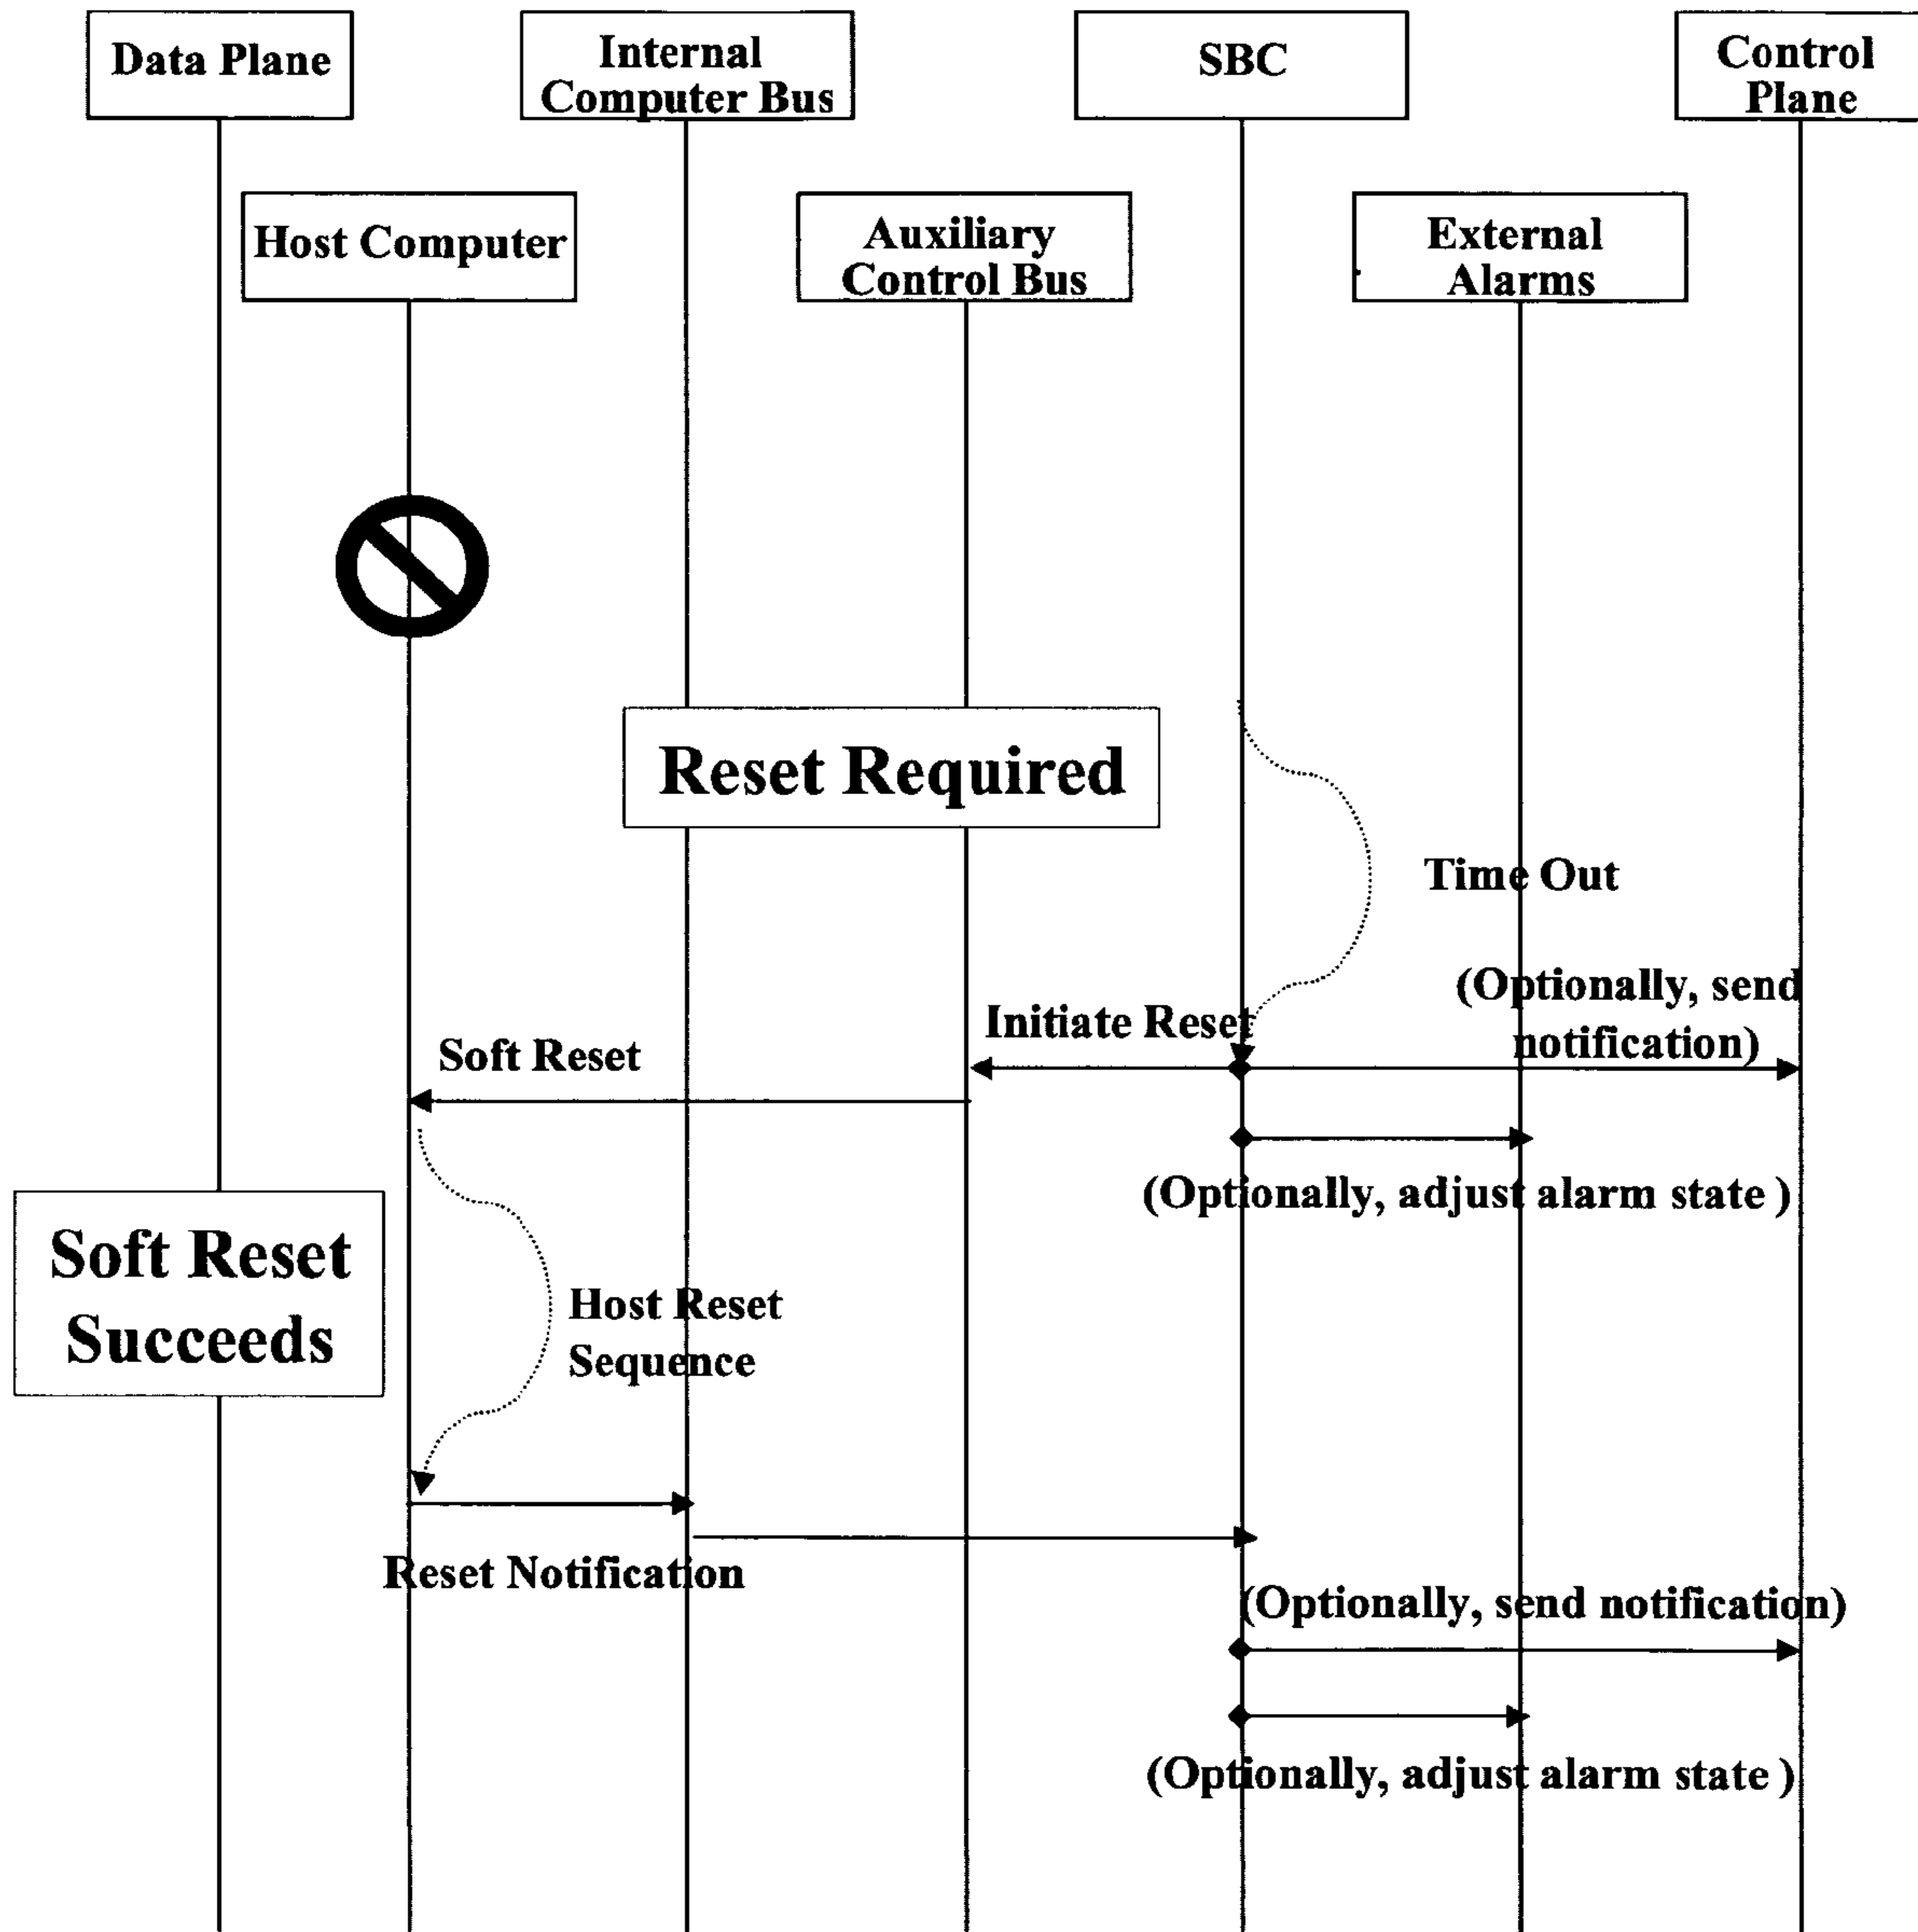 Data Plane
Internal
Computer Bus
SBC
Control
Plane
Host Computer
Auxiliary
Control Bus
External
Alarms
Reset Required
Time Out
(Optionally, send
notification)
Initiate Reset
Soft Reset
(Optionally, adjust alarm state )
Soft Reset
Succeeds
Host Reset
Sequence
Reset Notification
(Optionally, send notification)
(Optionally, adjust alarm state )